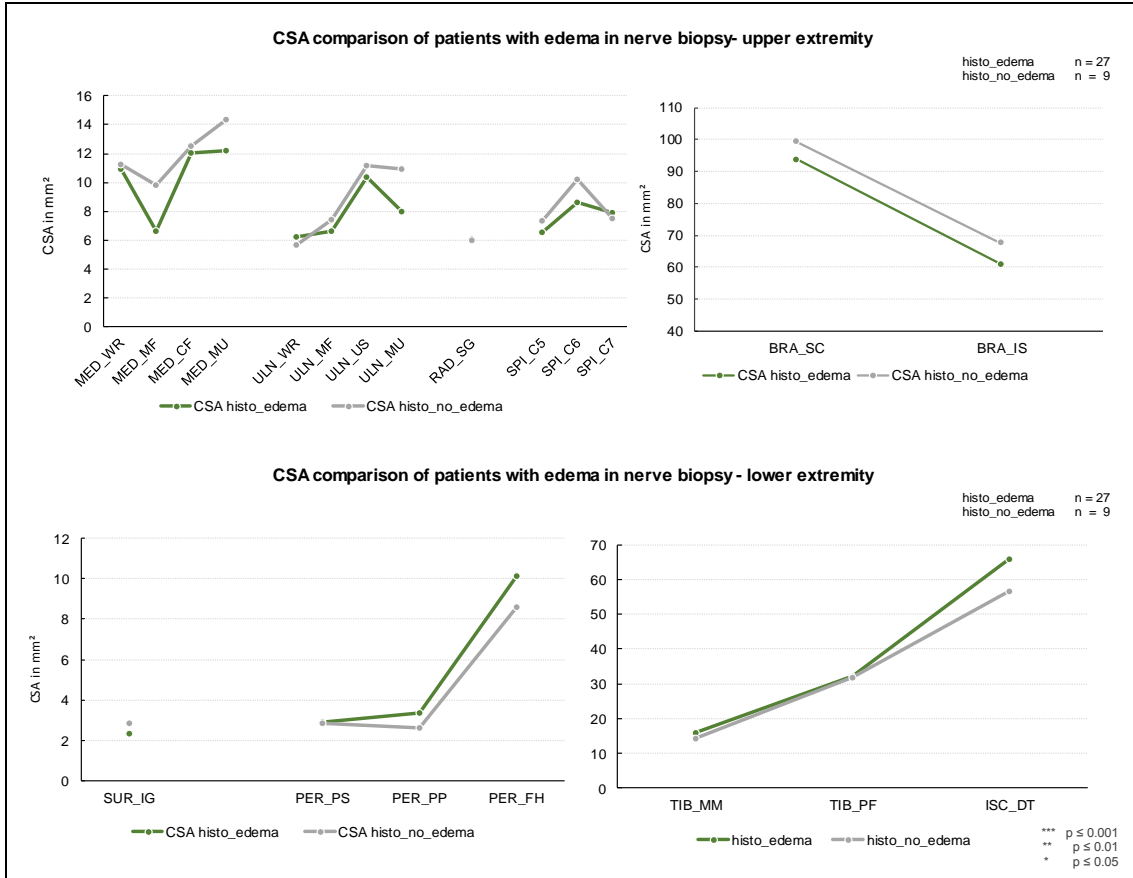 CSA comparison of patients with edema in nerve biopsy- upper extremity
histo_edema n = 27
histo_no_edema n = 9
CSA in mm²
16
14
12
10
8
6
4
2
0
MED_WR
MED_MF
MED_CF
MED_MU
ULN_WR
ULN_MF
ULN_US
ULN_MU
RAD_SG
SPI_C5
SPI_C6
SPI_C7
CSA histo_edema CSA histo_no_edema
CSA in mm²
110
100
90
80
70
60
50
40
BRA_SC BRA_IS
CSA histo_edema CSA histo_no_edema
CSA comparison of patients with edema in nerve biopsy - lower extremity
histo_edema n = 27
histo_no_edema n = 9
CSA in mm²
12
10
8
6
4
2
0
SUR_IG PER_PS PER_PP PER_FH
CSA histo_edema CSA histo_no_edema
70
60
50
40
30
20
10
0
TIB_MM TIB_PF ISC_DT
histo_edema histo_no_edema
*** p ≤ 0.001
** p ≤ 0.01
* p ≤ 0.05